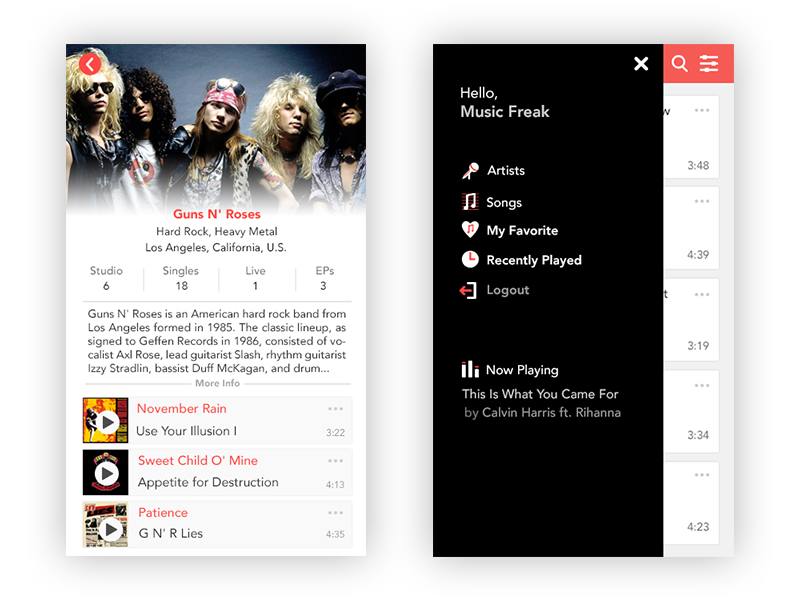 Guns N' Roses
Hard Rock, Heavy Metal
Los Angeles, California, U.S.
Studio Singles Live EPs
6 18 1 3
Guns N' Roses is an American hard rock band from
Los Angeles formed in 1985. The classic lineup, as
signed to Geffen Records in 1986, consisted of vo-
calist Axl Rose, lead guitarist Slash, rhythm guitarist
Izzy Stradlin, bassist Duff McKagan, and drum...
More Info
November Rain
Use Your Illusion I 3:22
Sweet Child O' Mine
Appetite for Destruction 4:13
Patience
G N' R Lies 4:35
Hello,
Music Freak
Artists
Songs
My Favorite
Recently Played
Logout
Now Playing
This Is What You Came For
by Calvin Harris ft. Rihanna
w
3:48
4:39
t
3:19
3:34
4:23